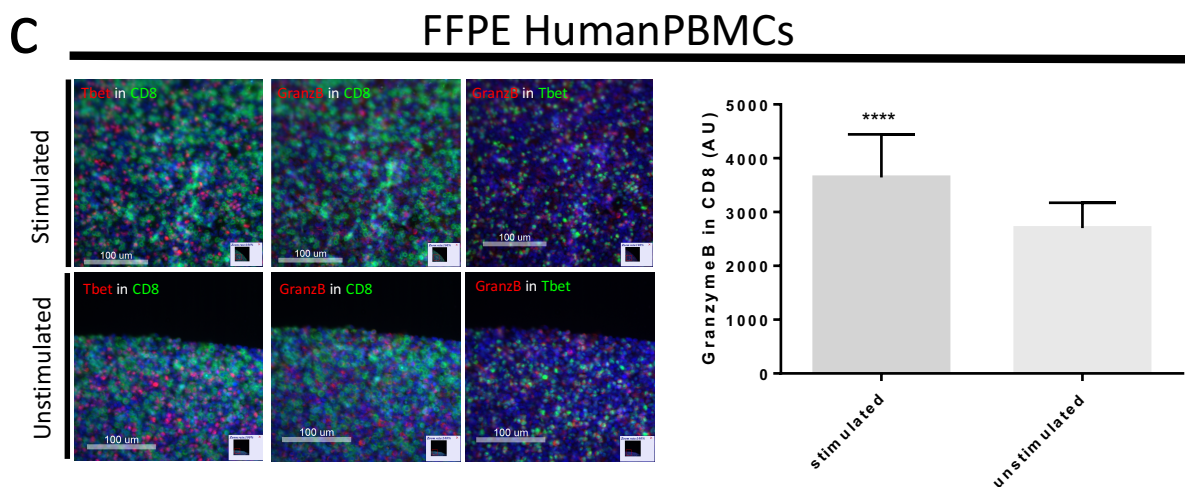 C
FFPE HumanPBMCs
Stimulated
Tbet in CD8
GranzB in CD8
GranzB in Tbet
100 um
100 um
100 um
Unstimulated
Tbet in CD8
GranzB in CD8
GranzB in Tbet
100 um
100 um
100 um
GranzymeB in CD8 (AU)
5000
4000
3000
2000
1000
0
****
stimulated
unstimulated